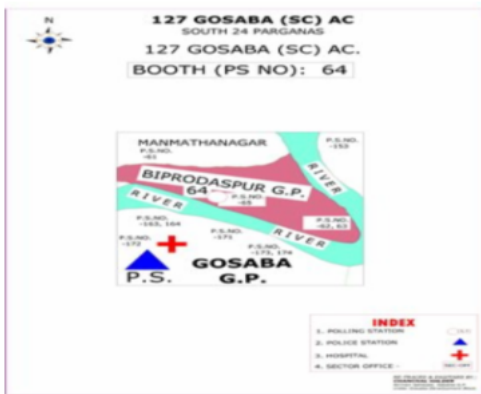 N
127 GOSABA (SC) AC
SOUTH 24 PARGANAS
127 GOSABA (SC) AC.
BOOTH (PS NO): 64
MANMATHANAGAR
P.S.NO.
-61
P.S.NO.
-153
BIPRODASPUR G.P.
64
P.S.NO.
-65
RIVER
RIVER
P.S.NO.
-62, 63
P.S.NO.
-163, 164
P.S.NO.
-172
P.S.NO.
-171
P.S.NO.
-173, 174
RIVER
GOSABA
G.P.
P.S.
INDEX
1. POLLING STATION
2. POLICE STATION
3. HOSPITAL
4. SECTOR OFFICE -